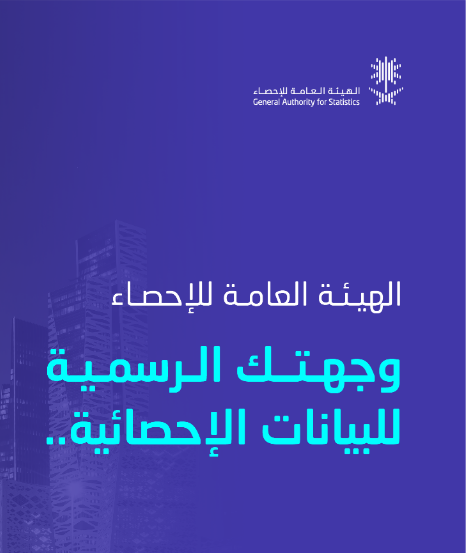 الهيئة العامة للإحصاء
General Authority for Statistics
الهيئة العامة للإحصاء
وجهتك الرسمية
للبيانات الإحصائية..